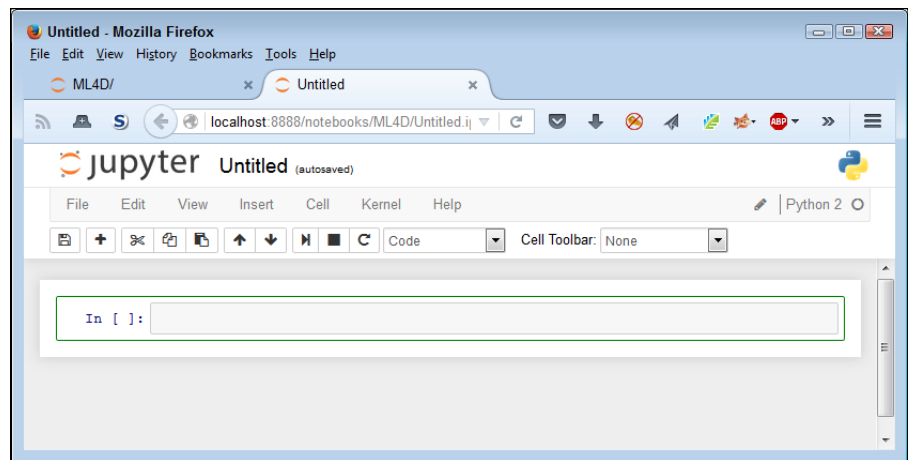 Untitled - Mozilla Firefox
File Edit View History Bookmarks Tools Help
ML4D/ × Untitled ×
S localhost:8888/notebooks/ML4D/Untitled.i ABP »
jupyter Untitled (autosaved)
File Edit View Insert Cell Kernel Help Python 2
Code Cell Toolbar: None
In [ ]: